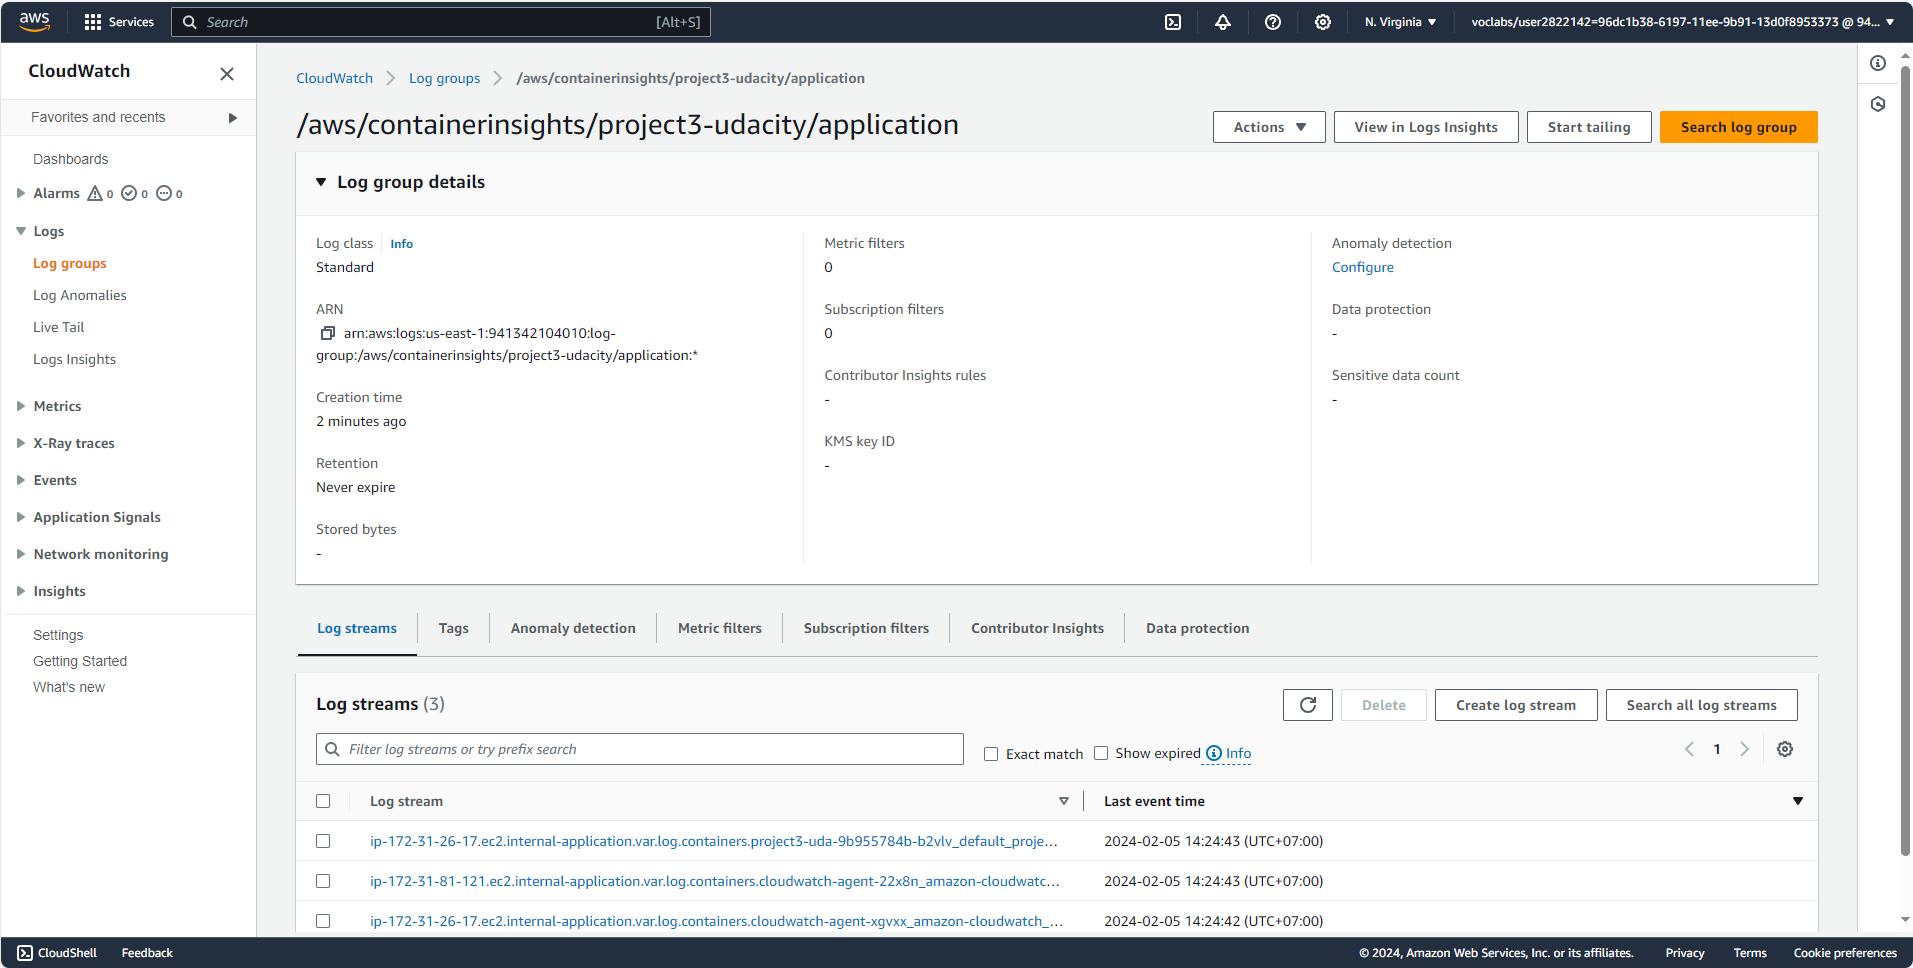 aws
Services
Search
[Alt+S]
N. Virginia
voclabs/user2822142=96dc1b38-6197-11ee-9b91-13d0f8953373 @ 94...
CloudWatch
Favorites and recents
Dashboards
Alarms 0 0 0
Logs
Log groups
Log Anomalies
Live Tail
Logs Insights
Metrics
X-Ray traces
Events
Application Signals
Network monitoring
Insights
Settings
Getting Started
What's new
CloudWatch
Log groups
/aws/containerinsights/project3-udacity/application
/aws/containerinsights/project3-udacity/application
Actions
View in Logs Insights
Start tailing
Search log group
Log group details
Log class
Info
Standard
ARN
arn:aws:logs:us-east-1:941342104010:log-
group:/aws/containerinsights/project3-udacity/application:*
Creation time
2 minutes ago
Retention
Never expire
Stored bytes
-
Metric filters
0
Subscription filters
0
Contributor Insights rules
-
KMS key ID
-
Anomaly detection
Configure
Data protection
-
Sensitive data count
-
Log streams
Tags
Anomaly detection
Metric filters
Subscription filters
Contributor Insights
Data protection
Log streams (3)
Delete
Create log stream
Search all log streams
Filter log streams or try prefix search
Exact match
Show expired
Info
1
Log stream
Last event time
ip-172-31-26-17.ec2.internal-application.var.log.containers.project3-uda-9b955784b-b2vlv_default_proje...
2024-02-05 14:24:43 (UTC+07:00)
ip-172-31-81-121.ec2.internal-application.var.log.containers.cloudwatch-agent-22x8n_amazon-cloudwatc...
2024-02-05 14:24:43 (UTC+07:00)
ip-172-31-26-17.ec2.internal-application.var.log.containers.cloudwatch-agent-xgvxx_amazon-cloudwatch_...
2024-02-05 14:24:42 (UTC+07:00)
CloudShell
Feedback
© 2024, Amazon Web Services, Inc. or its affiliates.
Privacy
Terms
Cookie preferences